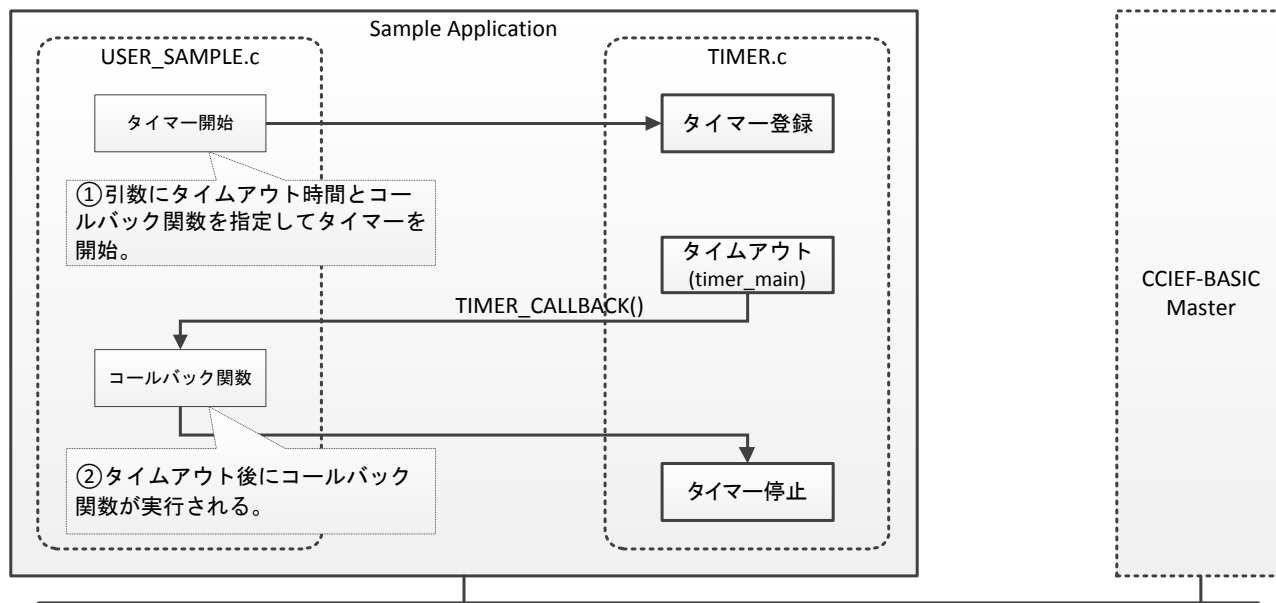 Sample Application
USER_SAMPLE.c
TIMER.c
タイマー開始
タイマー登録
①引数にタイムアウト時間とコー
ルバック関数を指定してタイマーを
開始。
タイムアウト
(timer_main)
CCIEF-BASIC
Master
TIMER_CALLBACK()
コールバック関数
②タイムアウト後にコールバック
関数が実行される。
タイマー停止